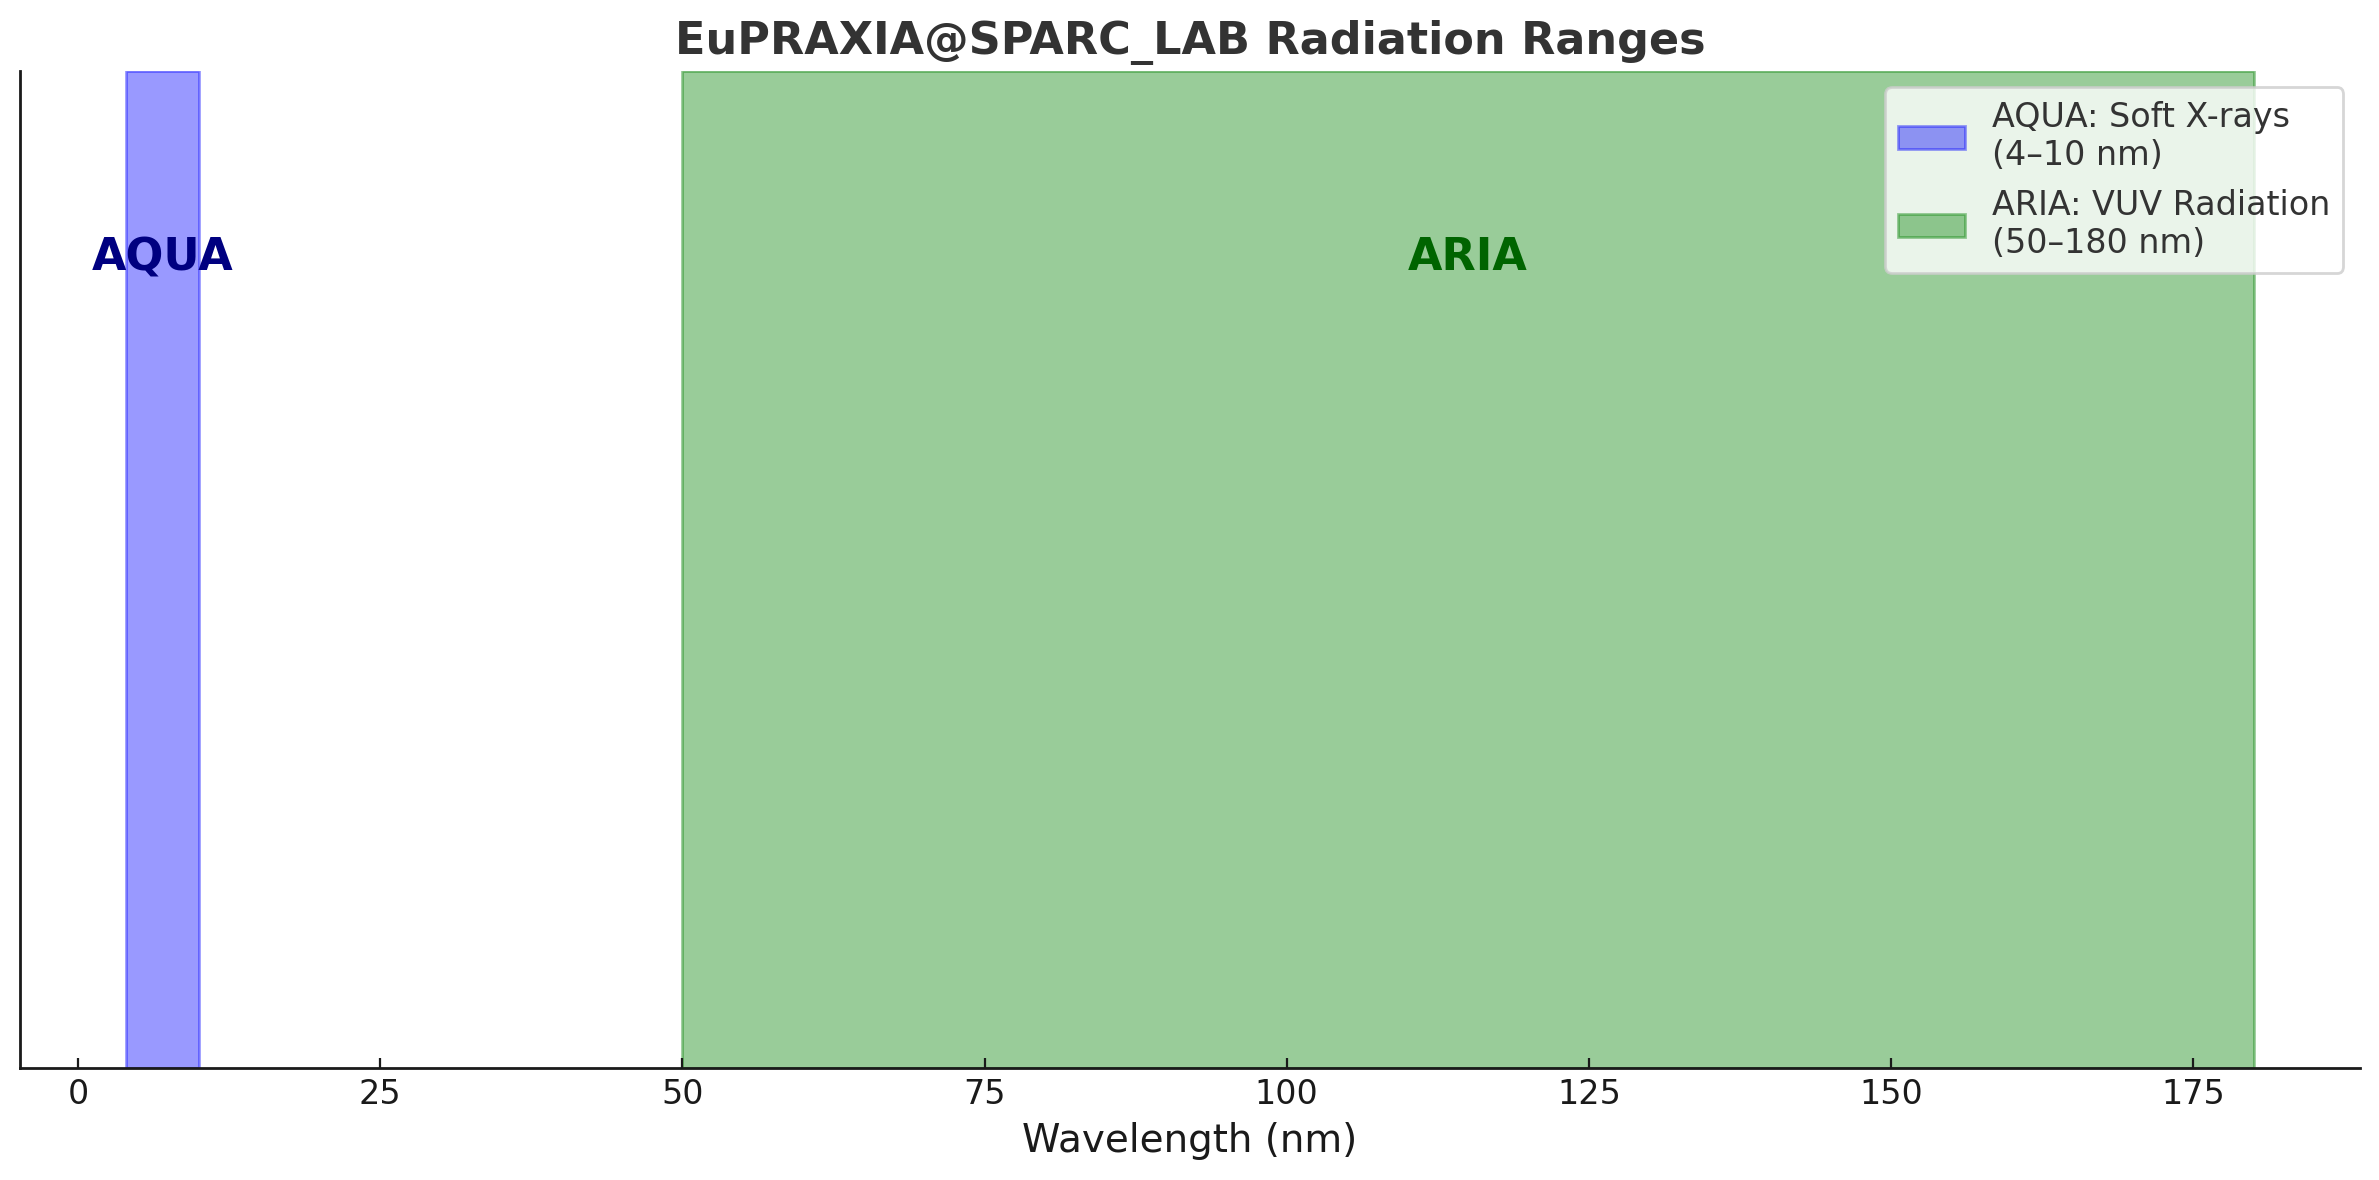 EuPRAXIA@SPARC_LAB Radiation Ranges
AQUA: Soft X-rays
(4–10 nm)
ARIA: VUV Radiation
(50–180 nm)
AQUA
ARIA
0 25 50 75 100 125 150 175
Wavelength (nm)